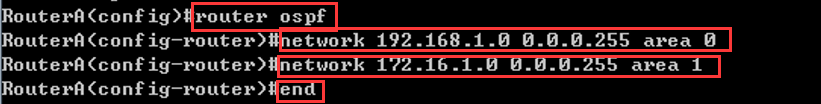 RouterA(config)#router ospf
RouterA(config-router)#network 192.168.1.0 0.0.0.255 area 0
RouterA(config-router)#network 172.16.1.0 0.0.0.255 area 1
RouterA(config-router)#end